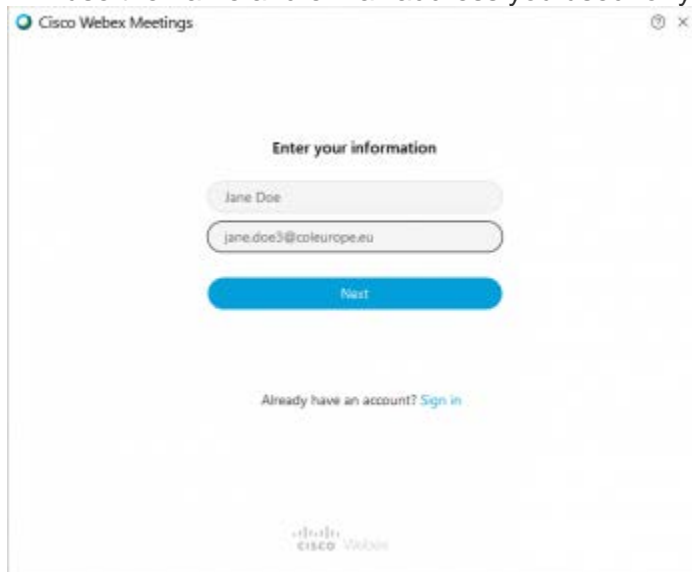 Cisco Webex Meetings
Enter your information
Jane Doe
jane.doe3@coleurope.eu
Next
Already have an account? Sign in
cisco Webex